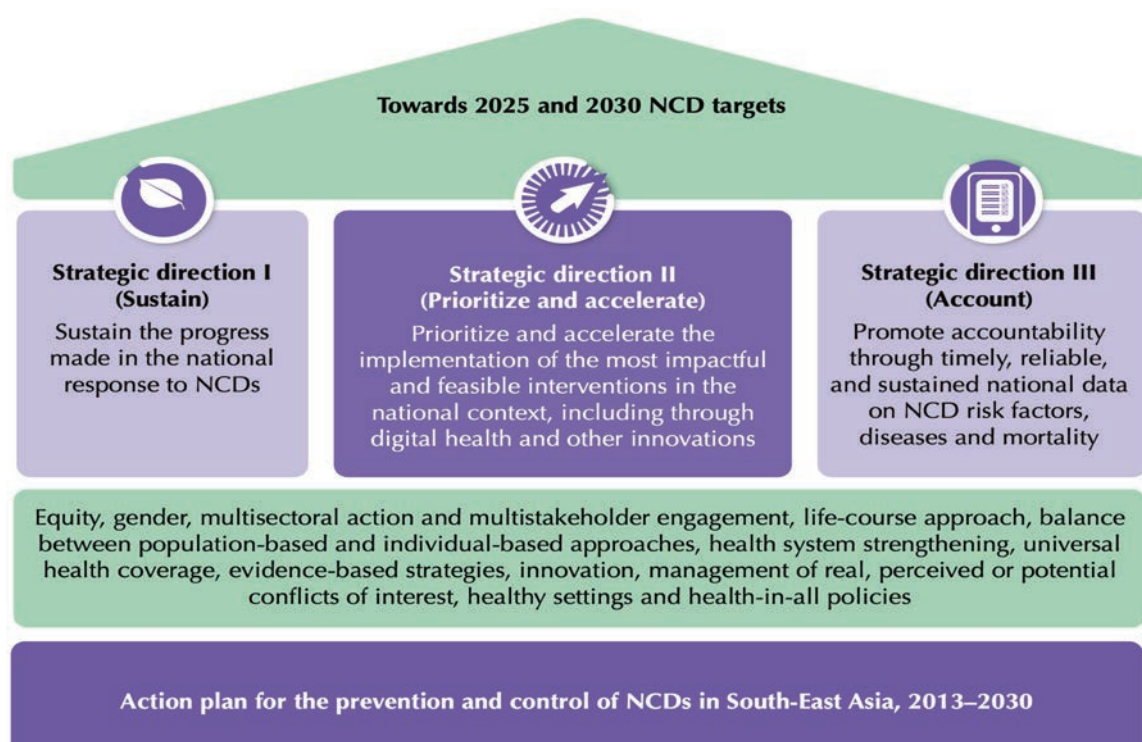 Towards 2025 and 2030 NCD targets
Strategic direction I
(Sustain)
Sustain the progress
made in the national
response to NCDs
Strategic direction II
(Prioritize and accelerate)
Prioritize and accelerate the
implementation of the most impactful
and feasible interventions in the
national context, including through
digital health and other innovations
Strategic direction III
(Account)
Promote accountability
through timely, reliable,
and sustained national data
on NCD risk factors,
diseases and mortality
Equity, gender, multisectoral action and multistakeholder engagement, life-course approach, balance
between population-based and individual-based approaches, health system strengthening, universal
health coverage, evidence-based strategies, innovation, management of real, perceived or potential
conflicts of interest, healthy settings and health-in-all policies
Action plan for the prevention and control of NCDs in South-East Asia, 2013–2030